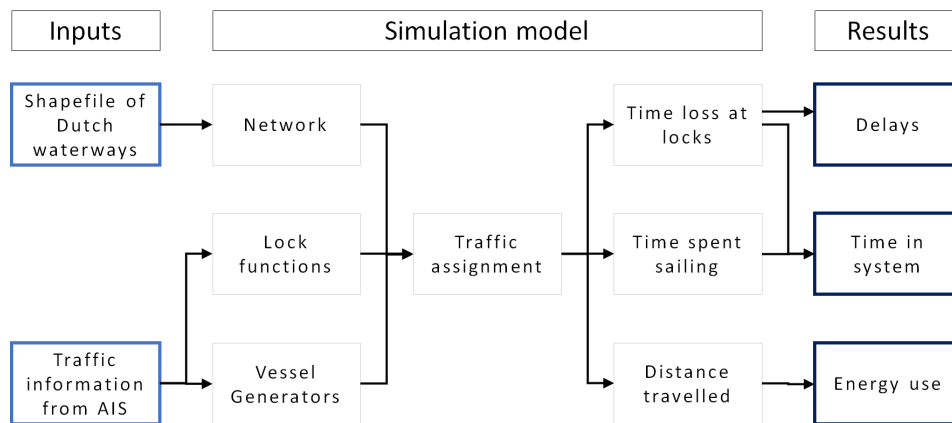 Inputs
Simulation model
Results
Shapefile of
Dutch
waterways
Network
Time loss at
locks
Delays
Lock
functions
Traffic
assignment
Time spent
sailing
Time in
system
Traffic
information
from AIS
Vessel
Generators
Distance
travelled
Energy use